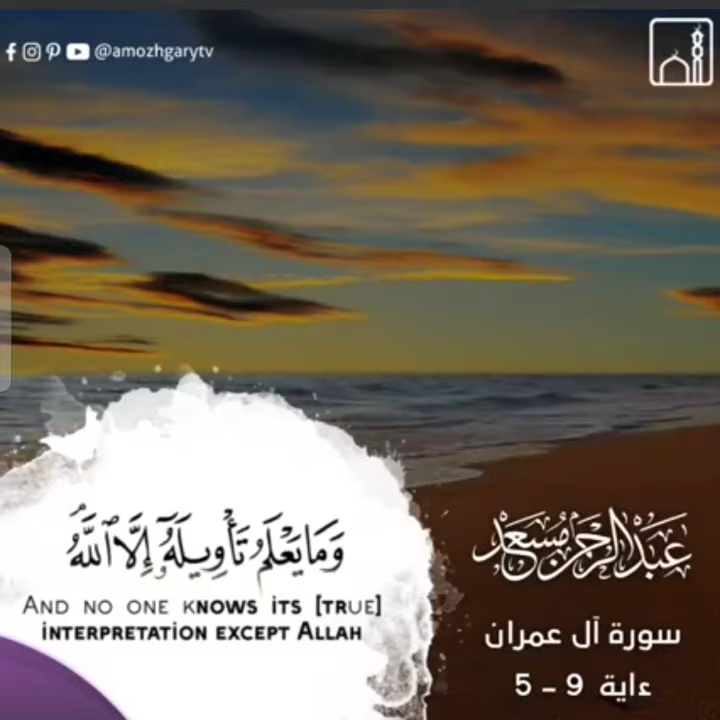 @amozhgarytv
وَمَا يَعْلَمُ تَأْوِيلَهُۥٓ إِلَّا ٱللَّهُ
And no one knows its [true]
interpretation except Allah
عبد الرحمن مسعد
سورة آل عمران
ءاية 9 - 5